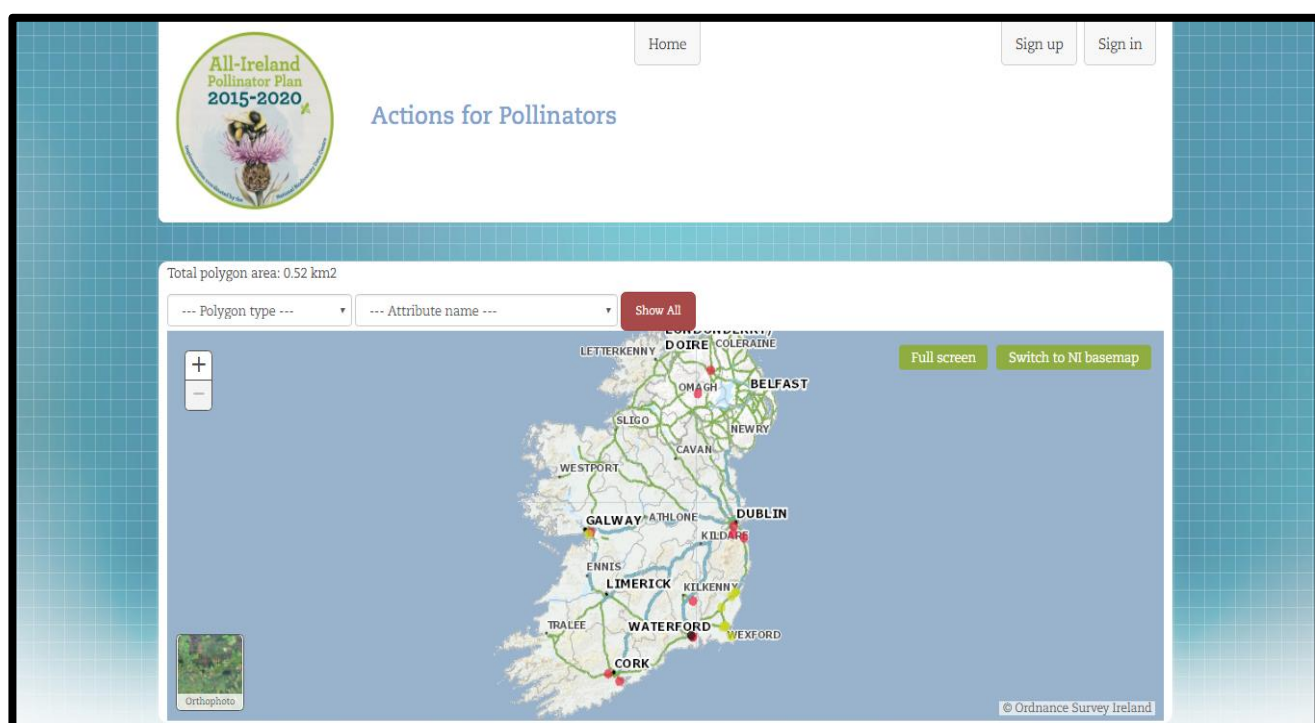 Home
Sign up
Sign in
All-Ireland
Pollinator Plan
2015-2020
Actions for Pollinators
Total polygon area: 0.52 km2
--- Polygon type ---
--- Attribute name ---
Show All
+
−
Full screen
Switch to NI basemap
LONDONDERRY/
DOIRE
COLERAINE
LETTERKENNY
OMAGH
BELFAST
SLIGO
NEWRY
CAVAN
WESTPORT
GALWAY
ATHLONE
DUBLIN
KILDARE
ENNIS
LIMERICK
KILKENNY
TRALEE
WATERFORD
WEXFORD
CORK
Orthophoto
© Ordnance Survey Ireland